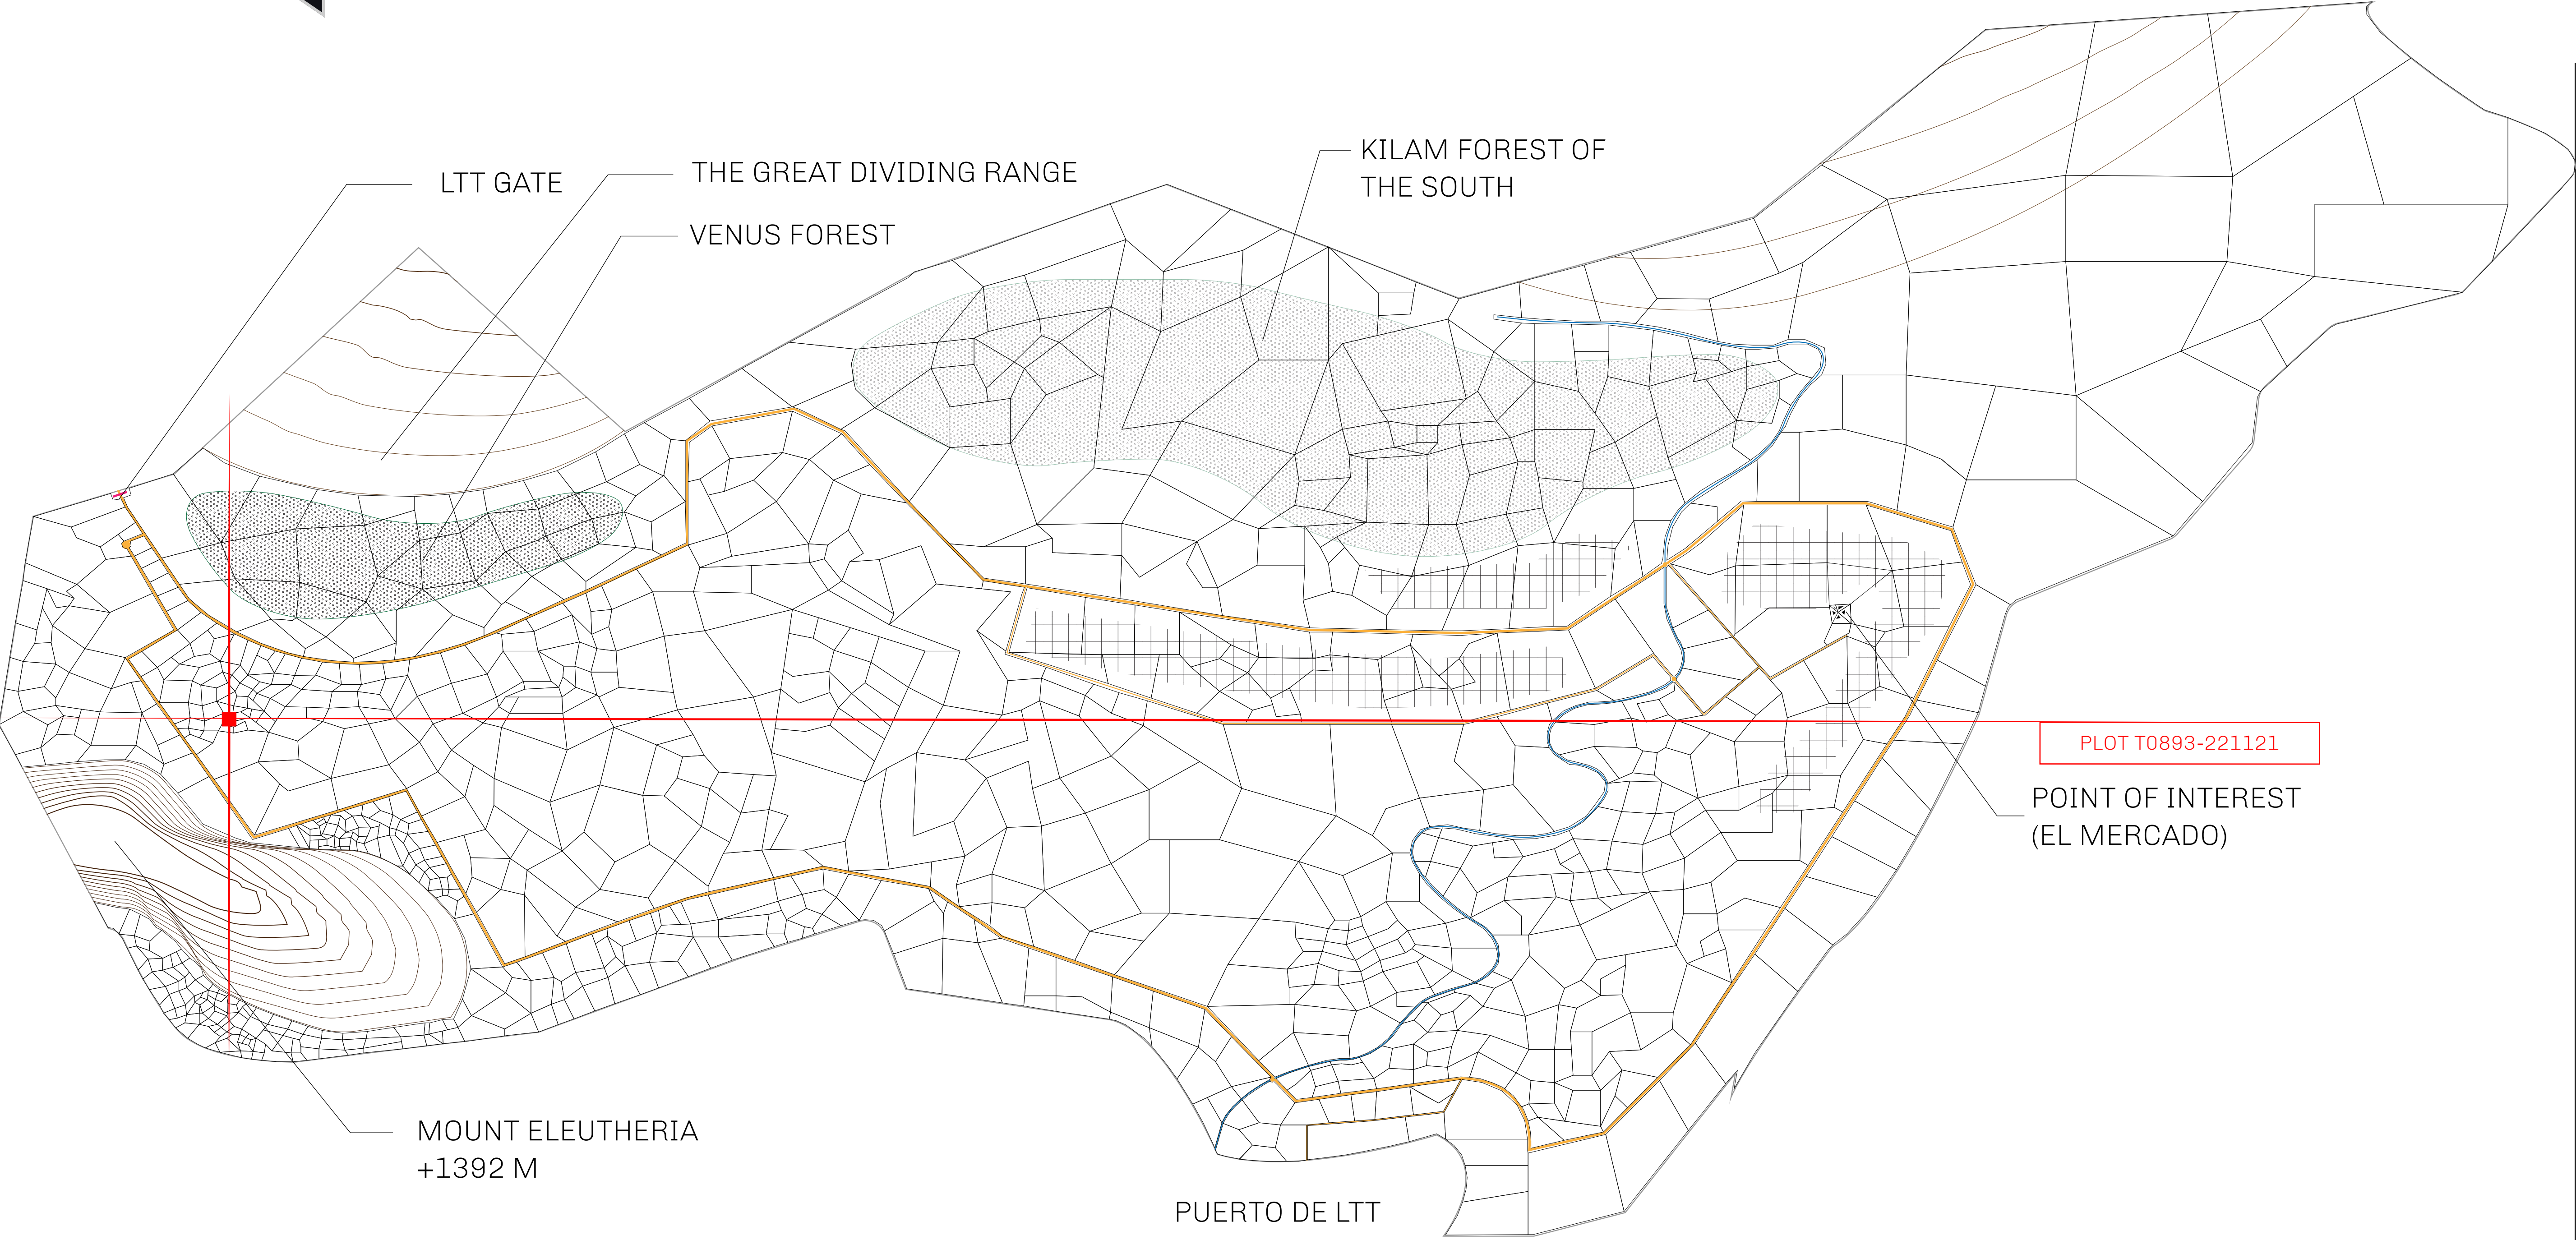 LTT GATE
THE GREAT DIVIDING RANGE
VENUS FOREST
KILAM FOREST OF
THE SOUTH
PLOT T0893-221121
POINT OF INTEREST
(EL MERCADO)
MOUNT ELEUTHERIA
+1392 M
PUERTO DE LTT